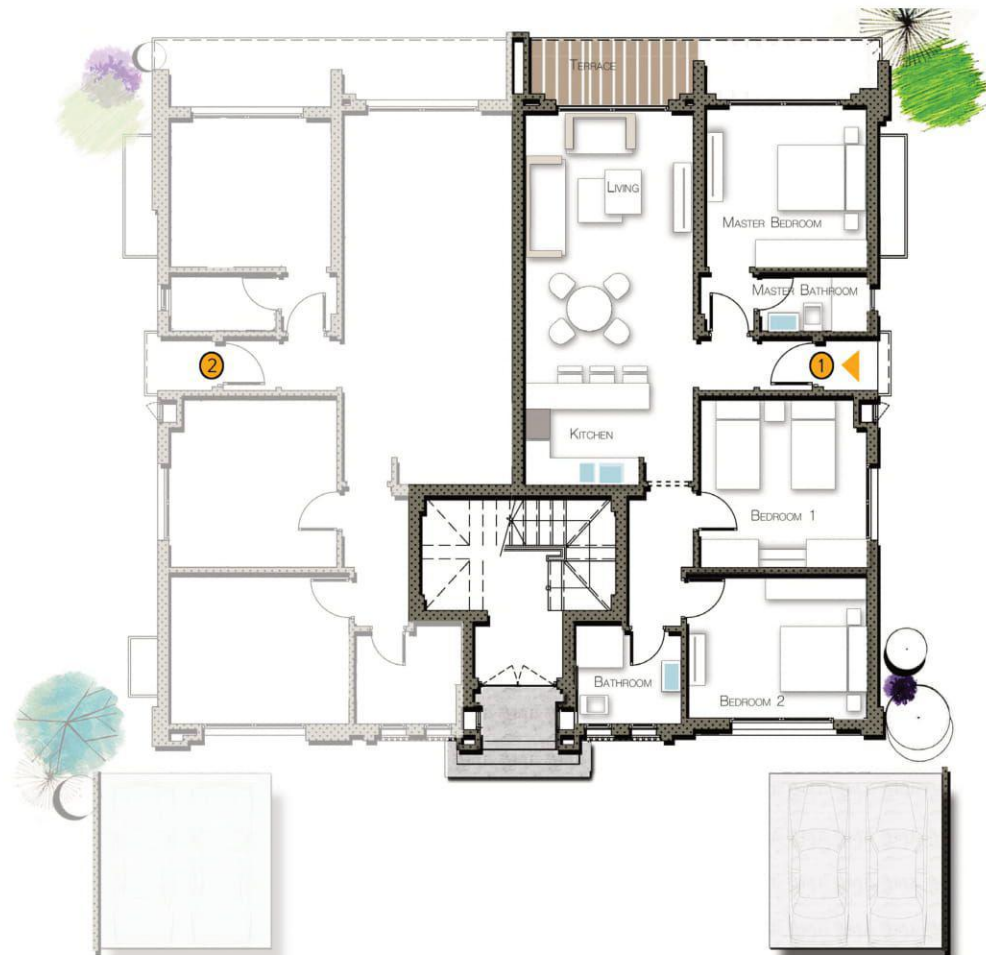 Terrace
Living
Master Bedroom
Master Bathroom
2
1
Kitchen
Bedroom 1
Bathroom
Bedroom 2